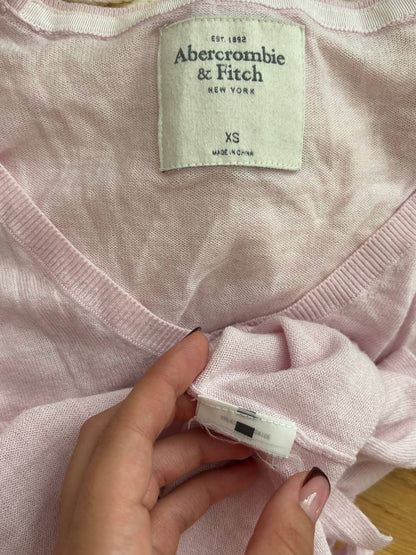 EST. 1892
Abercrombie
& Fitch
NEW YORK
XS
MADE IN CHINA